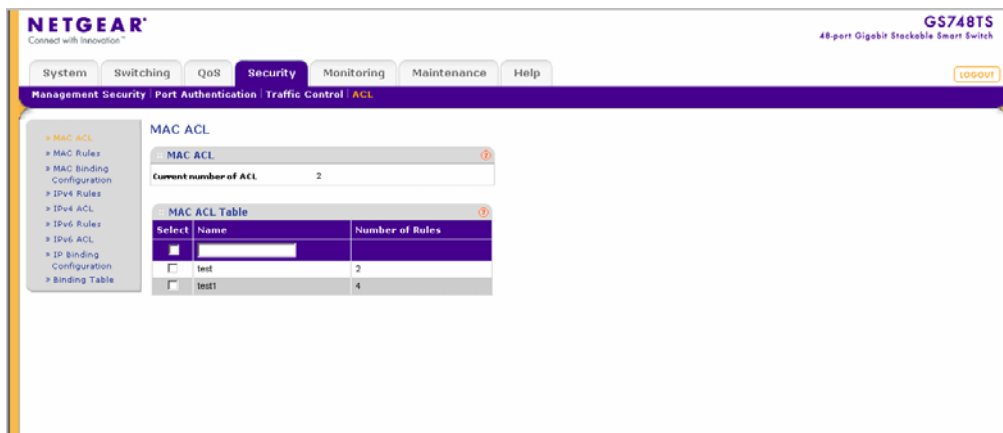 NETGEAR
Connect with Innovation™
GS748TS
48-port Gigabit Stackable Smart Switch
System Switching QoS Security Monitoring Maintenance Help
LOGOUT
Management Security | Port Authentication | Traffic Control | ACL
» MAC ACL
» MAC Rules
» MAC Binding
Configuration
» IPv4 Rules
» IPv4 ACL
» IPv6 Rules
» IPv6 ACL
» IP Binding
Configuration
» Binding Table
MAC ACL
MAC ACL
Current number of ACL 2
MAC ACL Table
Select Name Number of Rules
test 2
test1 4